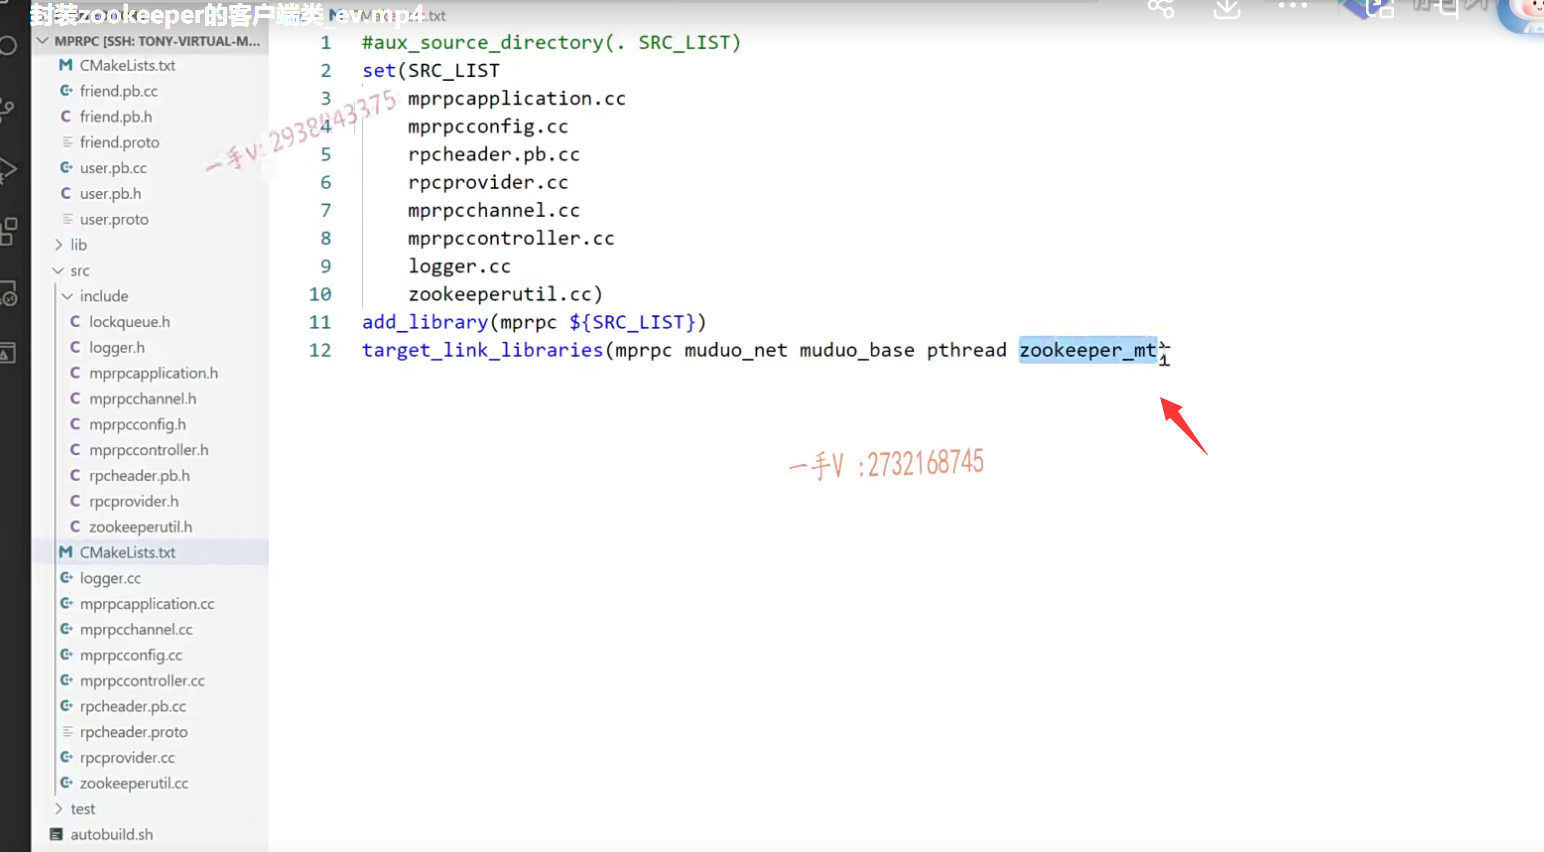 封装zookeeper的客户端类_ev.mp4
MPRPC [SSH: TONY-VIRTUAL-M...
CMakeLists.txt
friend.pb.cc
friend.pb.h
friend.proto
user.pb.cc
user.pb.h
user.proto
lib
src
include
lockqueue.h
logger.h
mprpcapplication.h
mprpcchannel.h
mprpcconfig.h
mprpccontroller.h
rpcheader.pb.h
rpcprovider.h
zookeeperutil.h
CMakeLists.txt
logger.cc
mprpcapplication.cc
mprpcchannel.cc
mprpcconfig.cc
mprpccontroller.cc
rpcheader.pb.cc
rpcheader.proto
rpcprovider.cc
zookeeperutil.cc
test
autobuild.sh
1 #aux_source_directory(. SRC_LIST)
2 set(SRC_LIST
3 mprpcapplication.cc
4 mprpcconfig.cc
5 rpcheader.pb.cc
6 rpcprovider.cc
7 mprpcchannel.cc
8 mprpccontroller.cc
9 logger.cc
10 zookeeperutil.cc)
11 add_library(mprpc ${SRC_LIST})
12 target_link_libraries(mprpc muduo_net muduo_base pthread zookeeper_mt)
一手V: 2938943375
一手V :2732168745